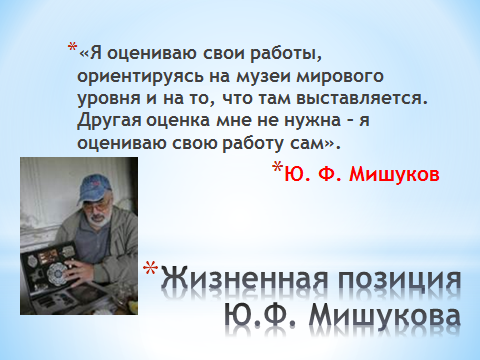 *«Я оцениваю свои работы,
ориентируясь на музеи мирового
уровня и на то, что там выставляется.
Другая оценка мне не нужна – я
оцениваю свою работу сам».
*Ю. Ф. Мишуков
*Жизненная позиция
Ю.Ф. Мишукова